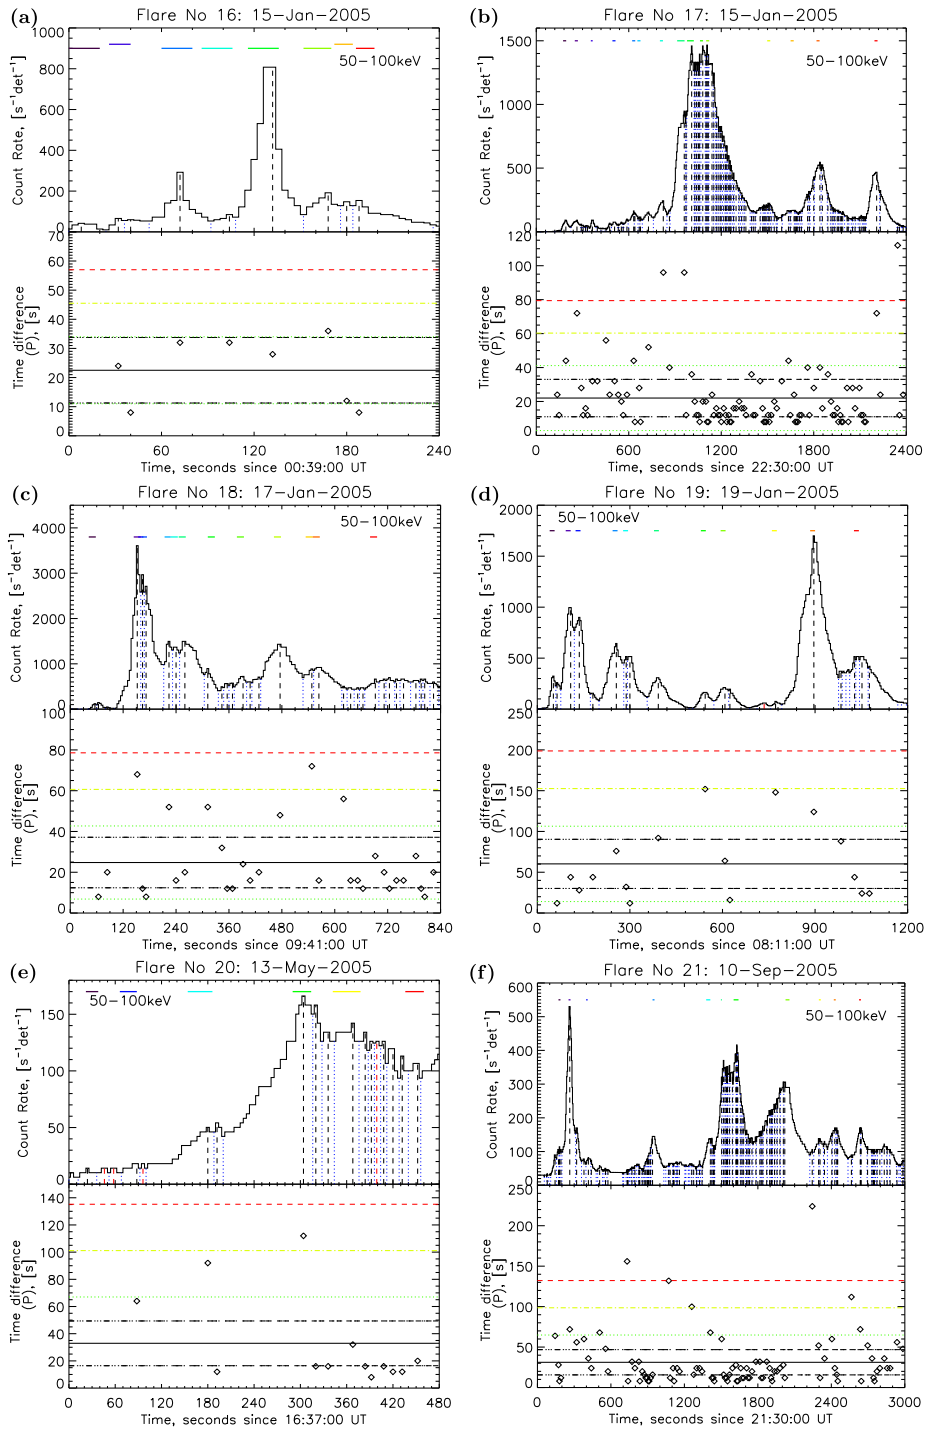 (a) Flare No 16: 15-Jan-2005
50-100keV
Count Rate, [s⁻¹det⁻¹]
1000
800
600
400
200
0
Time difference
(P), [s]
70
60
50
40
30
20
10
0
0 60 120 180 240
Time, seconds since 00:39:00 UT
(b) Flare No 17: 15-Jan-2005
50-100keV
Count Rate, [s⁻¹det⁻¹]
1500
1000
500
0
Time difference
(P), [s]
120
100
80
60
40
20
0
0 600 1200 1800 2400
Time, seconds since 22:30:00 UT
(c) Flare No 18: 17-Jan-2005
50-100keV
Count Rate, [s⁻¹det⁻¹]
4000
3000
2000
1000
0
Time difference
(P), [s]
100
80
60
40
20
0
0 120 240 360 480 600 720 840
Time, seconds since 09:41:00 UT
(d) Flare No 19: 19-Jan-2005
50-100keV
Count Rate, [s⁻¹det⁻¹]
2000
1500
1000
500
0
Time difference
(P), [s]
250
200
150
100
50
0
0 300 600 900 1200
Time, seconds since 08:11:00 UT
(e) Flare No 20: 13-May-2005
50-100keV
Count Rate, [s⁻¹det⁻¹]
150
100
50
0
Time difference
(P), [s]
140
120
100
80
60
40
20
0
0 60 120 180 240 300 360 420 480
Time, seconds since 16:37:00 UT
(f) Flare No 21: 10-Sep-2005
50-100keV
Count Rate, [s⁻¹det⁻¹]
600
500
400
300
200
100
0
Time difference
(P), [s]
250
200
150
100
50
0
0 600 1200 1800 2400 3000
Time, seconds since 21:30:00 UT